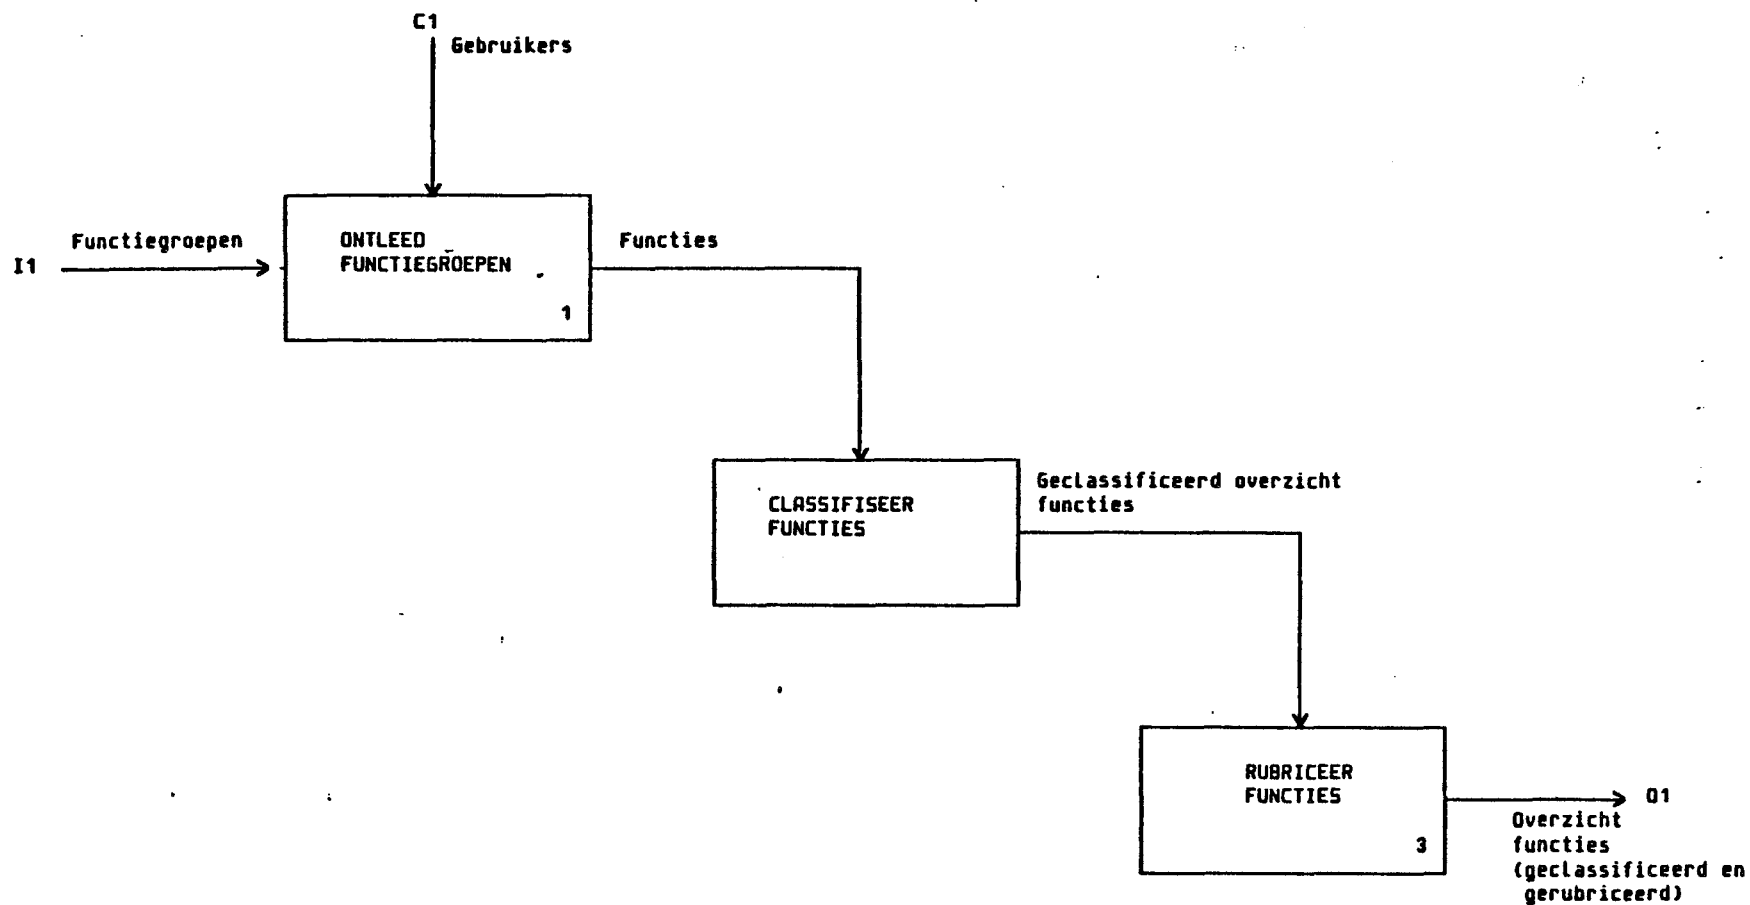 C1
Gebruikers
Functiegroepen
I1
ONTLEED
FUNCTIEGROEPEN
1
Functies
CLASSIFISEER
FUNCTIES
Geclassificeerd overzicht
functies
RUBRICEER
FUNCTIES
3
O1
Overzicht
functies
(geclassificeerd en
gerubriceerd)